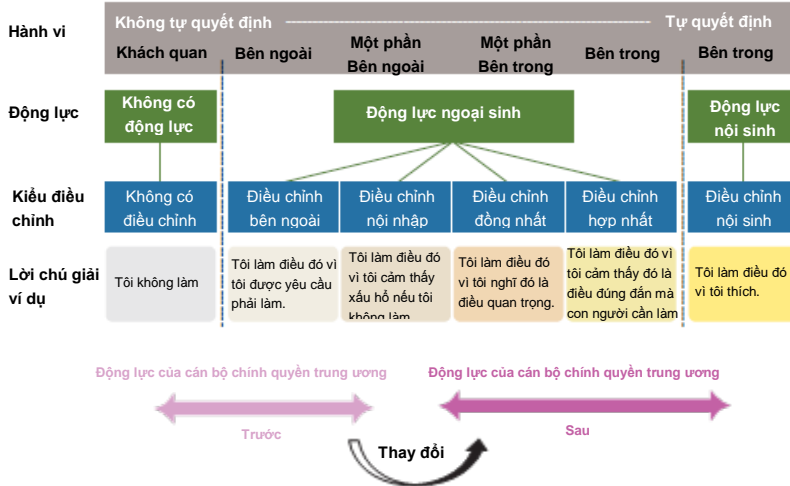 Hành vi
Không tự quyết định
Tự quyết định
Khách quan
Bên ngoài
Một phần
Bên ngoài
Một phần
Bên trong
Bên trong
Bên trong
Động lực
Không có
động lực
Động lực ngoại sinh
Động lực
nội sinh
Kiểu điều
chỉnh
Không có
điều chỉnh
Điều chỉnh
bên ngoài
Điều chỉnh
nội nhập
Điều chỉnh
đồng nhất
Điều chỉnh
hợp nhất
Điều chỉnh
nội sinh
Lời chú giải
ví dụ
Tôi không làm
Tôi làm điều đó vì
tôi được yêu cầu
phải làm.
Tôi làm điều đó
vì tôi cảm thấy
xấu hổ nếu tôi
không làm
Tôi làm điều đó
vì tôi nghĩ đó là
điều quan trọng.
Tôi làm điều đó vì
tôi cảm thấy đó là
điều đúng đắn mà
con người cần làm
Tôi làm điều đó
vì tôi thích.
Động lực của cán bộ chính quyền trung ương
Động lực của cán bộ chính quyền trung ương
Trước
Sau
Thay đổi